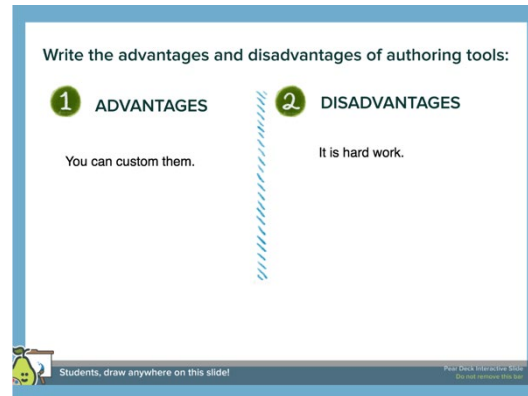 Write the advantages and disadvantages of authoring tools:
1 ADVANTAGES
You can custom them.
2 DISADVANTAGES
It is hard work.
Students, draw anywhere on this slide!
Pear Deck Interactive Slide
Do not remove this bar